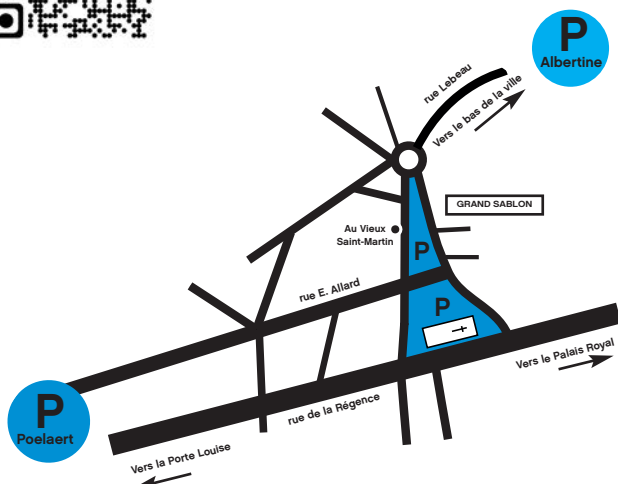 P
Albertine
rue Lebeau
Vers le bas de la ville
GRAND SABLON
Au Vieux
Saint-Martin
P
rue E. Allard
P
Vers le Palais Royal
P
Poelaert
rue de la Régence
Vers la Porte Louise